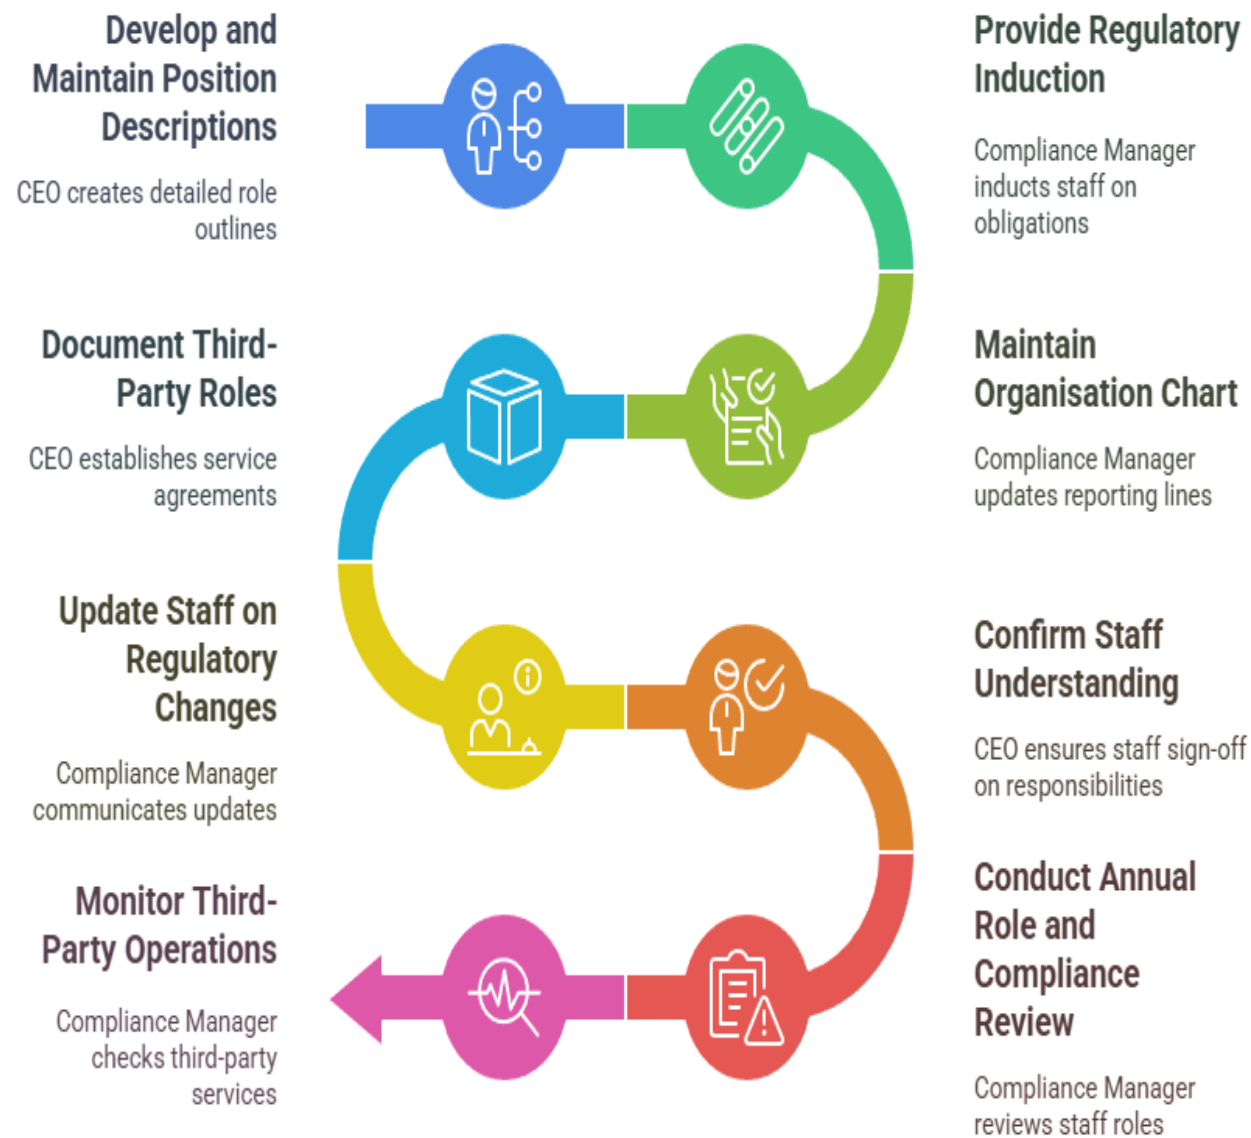 Develop and
Maintain Position
Descriptions
CEO creates detailed role
outlines
Provide Regulatory
Induction
Compliance Manager
inducts staff on
obligations
Maintain
Organisation Chart
Compliance Manager
updates reporting lines
Document Third-
Party Roles
CEO establishes service
agreements
Update Staff on
Regulatory
Changes
Compliance Manager
communicates updates
Confirm Staff
Understanding
CEO ensures staff sign-off
on responsibilities
Conduct Annual
Role and
Compliance
Review
Compliance Manager
reviews staff roles
Monitor Third-
Party Operations
Compliance Manager
checks third-party
services